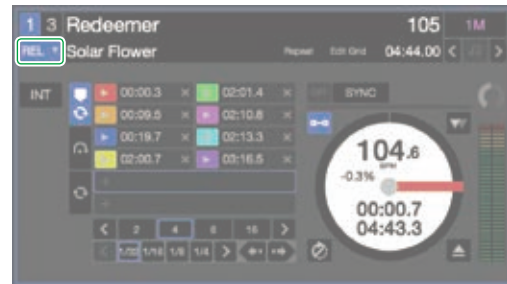 1 3 Redeemer 105 1M
REL Solar Flower Repeat Edit Grid 04:44.00 < >
INT 00:00.3 02:01.4 OFF SYNC
00:09.5 02:10.8
00:19.7 02:13.3
02:00.7 03:16.5
104.6
BPM
-0.3%
00:00.7
04:43.3
< 2 4 8 16 >
< 1/32 1/16 1/8 1/4 >